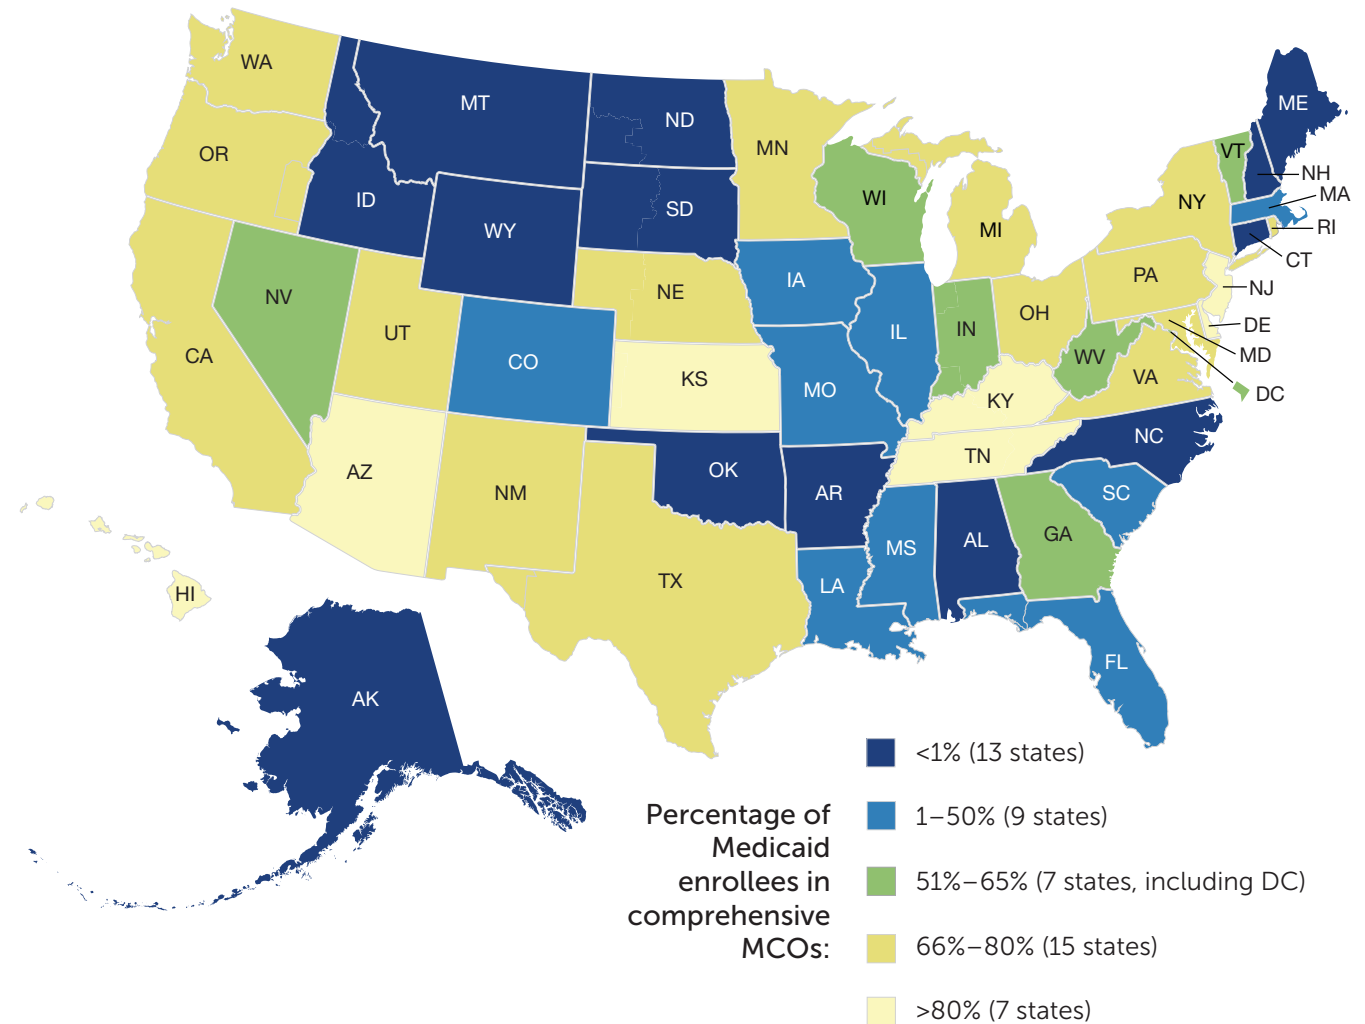 WA
MT
ND
MN
ME
OR
ID
WY
SD
WI
MI
NY
VT
NH
MA
RI
CT
NV
UT
CO
NE
IA
IL
IN
OH
PA
NJ
DE
MD
DC
CA
KS
MO
WV
VA
KY
AZ
NM
OK
AR
TN
NC
SC
HI
TX
LA
MS
AL
GA
FL
AK
Percentage of
Medicaid
enrollees in
comprehensive
MCOs:
<1% (13 states)
1–50% (9 states)
51%–65% (7 states, including DC)
66%–80% (15 states)
>80% (7 states)